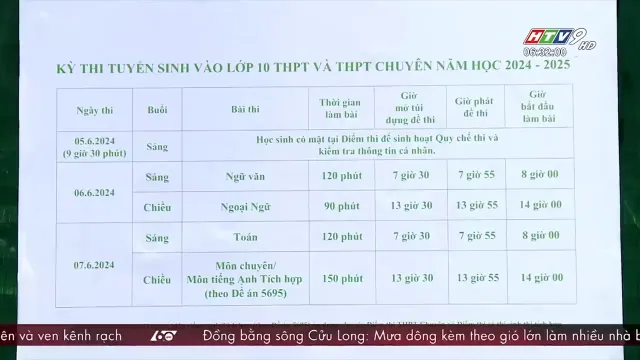 HTV9 HD
06:32:00
KỲ THI TUYỂN SINH VÀO LỚP 10 THPT VÀ THPT CHUYÊN NĂM HỌC 2024 - 2025
Ngày thi Buổi Bài thi Thời gian làm bài Giờ mở túi đựng đề thi Giờ phát đề thi Giờ bắt đầu làm bài
05.6.2024 (9 giờ 30 phút) Sáng Học sinh có mặt tại Điểm thi để sinh hoạt Quy chế thi và kiểm tra thông tin cá nhân.
06.6.2024
Sáng Ngữ văn 120 phút 7 giờ 30 7 giờ 55 8 giờ 00
Chiều Ngoại Ngữ 90 phút 13 giờ 30 13 giờ 55 14 giờ 00
07.6.2024
Sáng Toán 120 phút 7 giờ 30 7 giờ 55 8 giờ 00
Chiều Môn chuyên/ Môn tiếng Anh Tích hợp (theo Đề án 5695) 150 phút 13 giờ 30 13 giờ 55 14 giờ 00
ên và ven kênh rạch Đồng bằng sông Cửu Long: Mưa dông kèm theo gió lớn làm nhiều nhà b